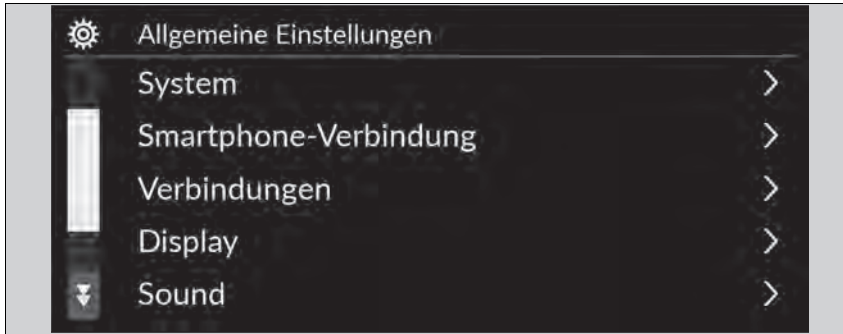 Allgemeine Einstellungen
System
Smartphone-Verbindung
Verbindungen
Display
Sound